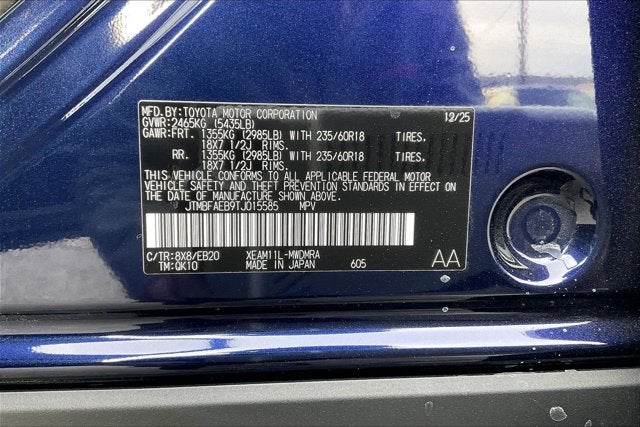 MFD.BY:TOYOTA MOTOR CORPORATION 12/25
GVWR:2465KG (5435LB)
GAWR:FRT. 1355KG (2985LB) WITH 235/60R18 TIRES.
18X7 1/2J RIMS.
RR. 1355KG (2985LB) WITH 235/60R18 TIRES.
18X7 1/2J RIMS.
THIS VEHICLE CONFORMS TO ALL APPLICABLE FEDERAL MOTOR
VEHICLE SAFETY AND THEFT PREVENTION STANDARDS IN EFFECT ON
THE DATE OF MANUFACTURE SHOWN ABOVE.
JTMBFAEB9TJ015585 MPV
C/TR:8X8/EB20 XEAM11L-MWDMRA
TM:QK10 MADE IN JAPAN 605 AA